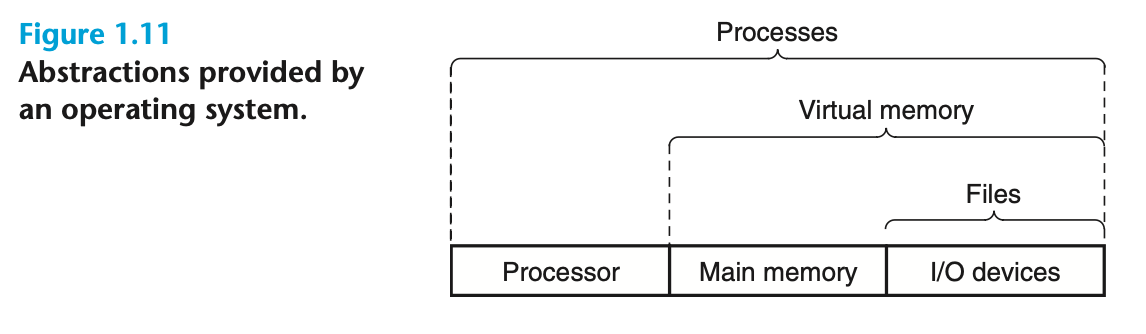 Figure 1.11
Abstractions provided by
an operating system.
Processes
Virtual memory
Files
Processor
Main memory
I/O devices